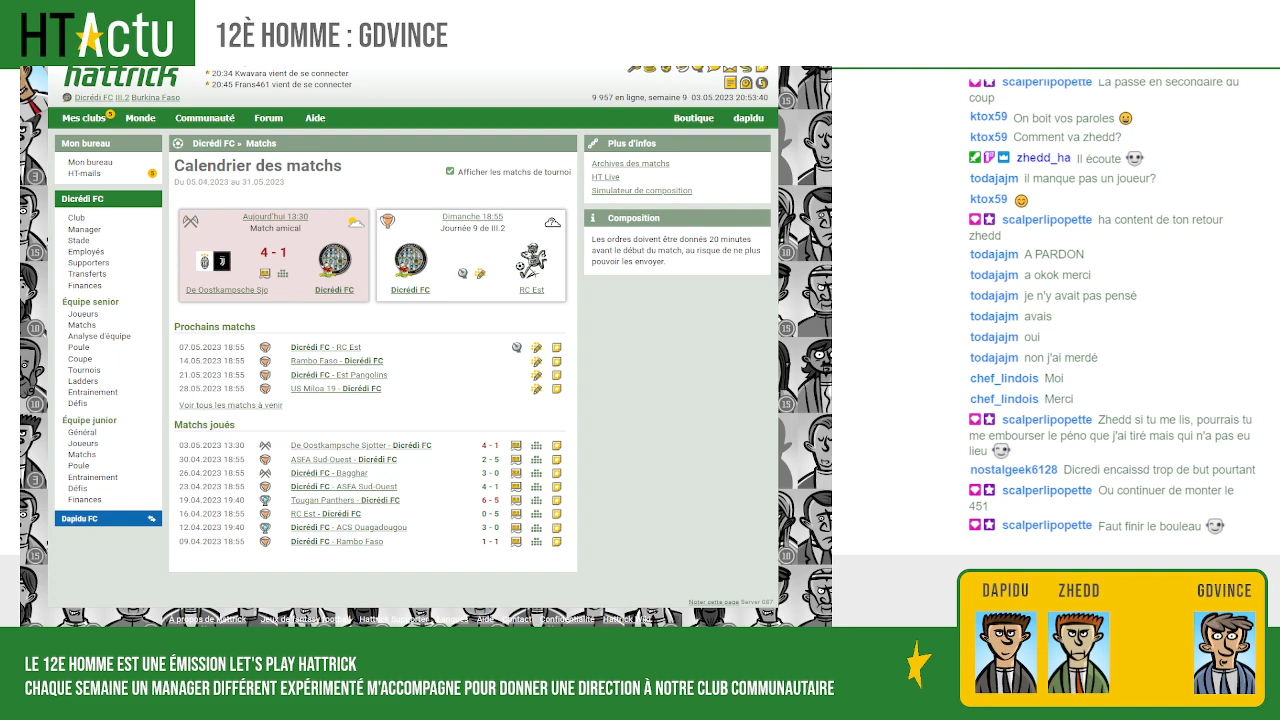 HTActu
12È HOMME : GDVINCE
hattrick
20:34 Kwavara vient de se connecter
20:45 Frans461 vient de se connecter
Dicrédi FC III.2 Burkina Faso
9 957 en ligne, semaine 9 03.05.2023 20:53:40
Mes clubs 5 Monde Communauté Forum Aide Boutique dapidu
Mon bureau
Mon bureau
HT-mails 5
Dicrédi FC
Club
Manager
Stade
Employés
Supporters
Transferts
Finances
Équipe senior
Joueurs
Matchs
Analyse d'équipe
Poule
Coupe
Tournois
Ladders
Entrainement
Défis
Équipe junior
Général
Joueurs
Matchs
Poule
Entrainement
Défis
Finances
Dapidu FC
Dicrédi FC » Matchs
Calendrier des matchs
Du 05.04.2023 au 31.05.2023
Afficher les matchs de tournoi
Aujourd'hui 13:30
Match amical
4 - 1
De Oostkampsche Sjo Dicrédi FC
Dimanche 18:55
Journée 9 de III.2
Dicrédi FC RC Est
Prochains matchs
07.05.2023 18:55 Dicrédi FC - RC Est
14.05.2023 18:55 Rambo Faso - Dicrédi FC
21.05.2023 18:55 Dicrédi FC - Est Pangolins
28.05.2023 18:55 US Miloa 19 - Dicrédi FC
Voir tous les matchs à venir
Matchs joués
03.05.2023 13:30 De Oostkampsche Sjotter - Dicrédi FC 4 - 1
30.04.2023 18:55 ASFA Sud-Ouest - Dicrédi FC 2 - 5
26.04.2023 13:40 Dicrédi FC - Bagghar 3 - 0
23.04.2023 18:55 Dicrédi FC - ASFA Sud-Ouest 4 - 1
19.04.2023 19:40 Tougan Panthers - Dicrédi FC 6 - 5
16.04.2023 18:55 RC Est - Dicrédi FC 0 - 5
12.04.2023 19:40 Dicrédi FC - ACS Ouagadougou 3 - 0
09.04.2023 18:55 Dicrédi FC - Rambo Faso 1 - 1
Plus d'infos
Archives des matchs
HT Live
Simulateur de composition
Composition
Les ordres doivent être donnés 20 minutes
avant le début du match, au risque de ne plus
pouvoir les envoyer.
Noter cette page Server 087
A propos de Hattrick
scalperlipopette La passe en secondaire du
coup
ktox59 On boit vos paroles
ktox59 Comment va zhedd?
zhedd_ha Il écoute
todajajm il manque pas un joueur?
ktox59
scalperlipopette ha content de ton retour
zhedd
todajajm A PARDON
todajajm a okok merci
todajajm je n'y avait pas pensé
todajajm avais
todajajm oui
todajajm non j'ai merdé
chef_lindois Moi
chef_lindois Merci
scalperlipopette Zhedd si tu me lis, pourrais tu
me embourser le péno que j'ai tiré mais qui n'a pas eu
lieu
nostalgeek6128 Dicredi encaissd trop de but pourtant
scalperlipopette Ou continuer de monter le
451
scalperlipopette Faut finir le bouleau
DAPIDU ZHEDD GDVINCE
LE 12E HOMME EST UNE ÉMISSION LET'S PLAY HATTRICK
CHAQUE SEMAINE UN MANAGER DIFFÉRENT EXPÉRIMENTÉ M'ACCOMPAGNE POUR DONNER UNE DIRECTION À NOTRE CLUB COMMUNAUTAIRE